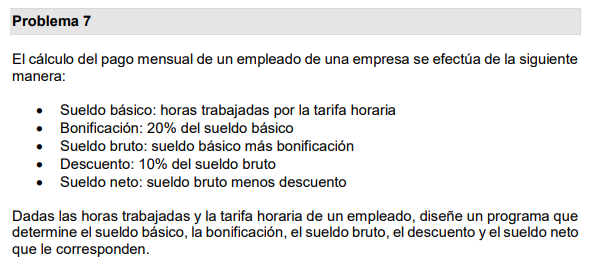 Problema 7
El cálculo del pago mensual de un empleado de una empresa se efectúa de la siguiente
manera:
• Sueldo básico: horas trabajadas por la tarifa horaria
• Bonificación: 20% del sueldo básico
• Sueldo bruto: sueldo básico más bonificación
• Descuento: 10% del sueldo bruto
• Sueldo neto: sueldo bruto menos descuento
Dadas las horas trabajadas y la tarifa horaria de un empleado, diseñe un programa que
determine el sueldo básico, la bonificación, el sueldo bruto, el descuento y el sueldo neto
que le corresponden.